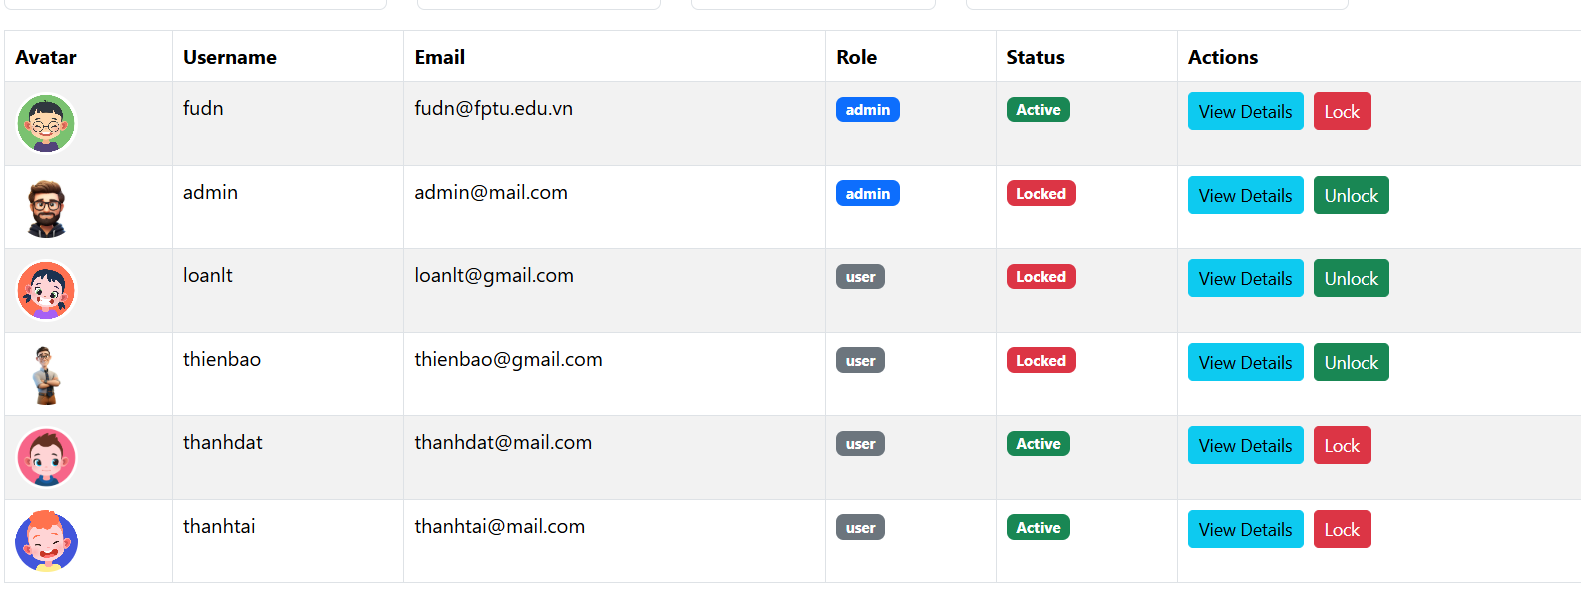 Avatar Username Email Role Status Actions
fudn fudn@fptu.edu.vn admin Active View Details Lock
admin admin@mail.com admin Locked View Details Unlock
loanlt loanlt@gmail.com user Locked View Details Unlock
thienbao thienbao@gmail.com user Locked View Details Unlock
thanhdat thanhdat@mail.com user Active View Details Lock
thanhtai thanhtai@mail.com user Active View Details Lock